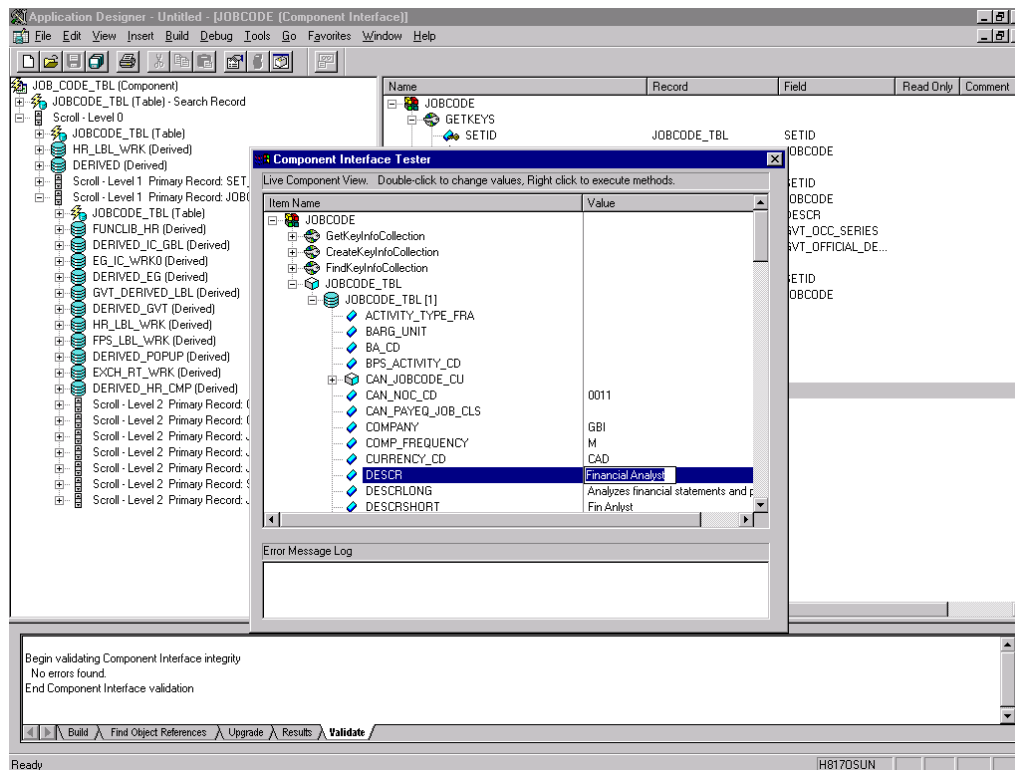 Application Designer - Untitled - [JOBCODE (Component Interface)]
File Edit View Insert Build Debug Tools Go Favorites Window Help
JOB_CODE_TBL (Component)
JOBCODE_TBL (Table) - Search Record
Scroll - Level 0
JOBCODE_TBL (Table)
HR_LBL_WRK (Derived)
DERIVED (Derived)
Scroll - Level 1 Primary Record: SET_
Scroll - Level 1 Primary Record:
JOBCODE_TBL (Table)
FUNCLIB_HR (Derived)
DERIVED_IC_GBL (Derived)
EG_IC_WRK0 (Derived)
DERIVED_EG (Derived)
GVT_DERIVED_LBL (Derived)
DERIVED_GVT (Derived)
HR_LBL_WRK (Derived)
FPS_LBL_WRK (Derived)
DERIVED_POPUP (Derived)
EXCH_RT_WRK (Derived)
DERIVED_HR_CMP (Derived)
Scroll - Level 2 Primary Record:
Scroll - Level 2 Primary Record:
Scroll - Level 2 Primary Record:
Scroll - Level 2 Primary Record:
Scroll - Level 2 Primary Record:
Scroll - Level 2 Primary Record:
Scroll - Level 2 Primary Record:
Name Record Field Read Only Comment
JOBCODE
GETKEYS
SETID JOBCODE_TBL SETID
JOBCODE
SETID
OBCODE
DESCR
GVT_OCC_SERIES
GVT_OFFICIAL_DE...
SETID
OBCODE
Component Interface Tester
Live Component View. Double-click to change values, Right click to execute methods.
Item Name Value
JOBCODE
GetKeyInfoCollection
CreateKeyInfoCollection
FindKeyInfoCollection
JOBCODE_TBL
JOBCODE_TBL [1]
ACTIVITY_TYPE_FRA
BARG_UNIT
BA_CD
BPS_ACTIVITY_CD
CAN_JOBCODE_CU
CAN_NOC_CD 0011
CAN_PAYEQ_JOB_CLS
COMPANY GBI
COMP_FREQUENCY M
CURRENCY_CD CAD
DESCR Financial Analyst
DESCRLONG Analyzes financial statements and p
DESCRSHORT Fin Anlyst
Error Message Log
Begin validating Component Interface integrity
No errors found.
End Component Interface validation
Build Find Object References Upgrade Results Validate
Ready H8170SUN